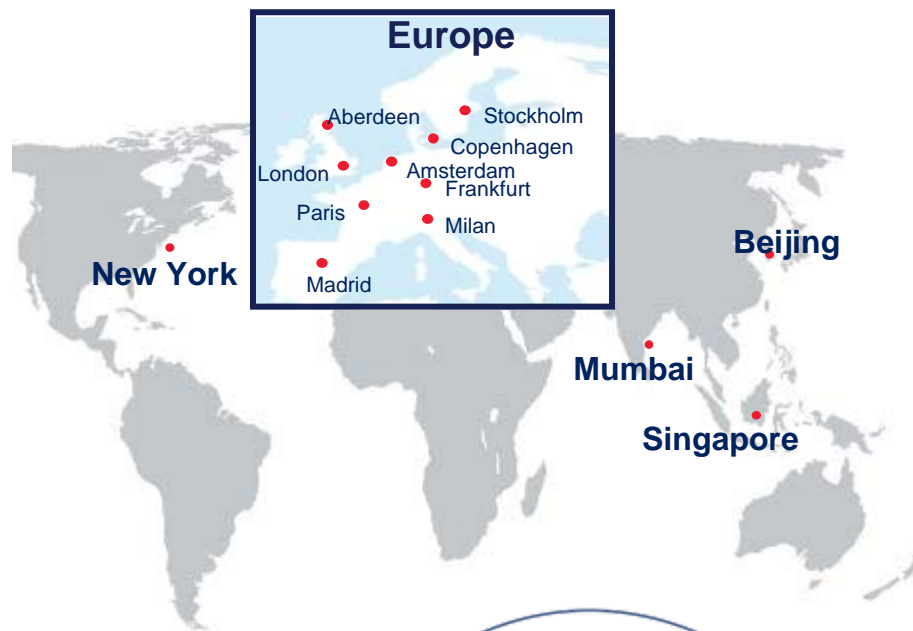 Europe
Aberdeen
Stockholm
Copenhagen
London
Amsterdam
Frankfurt
Paris
Milan
Madrid
New York
Beijing
Mumbai
Singapore